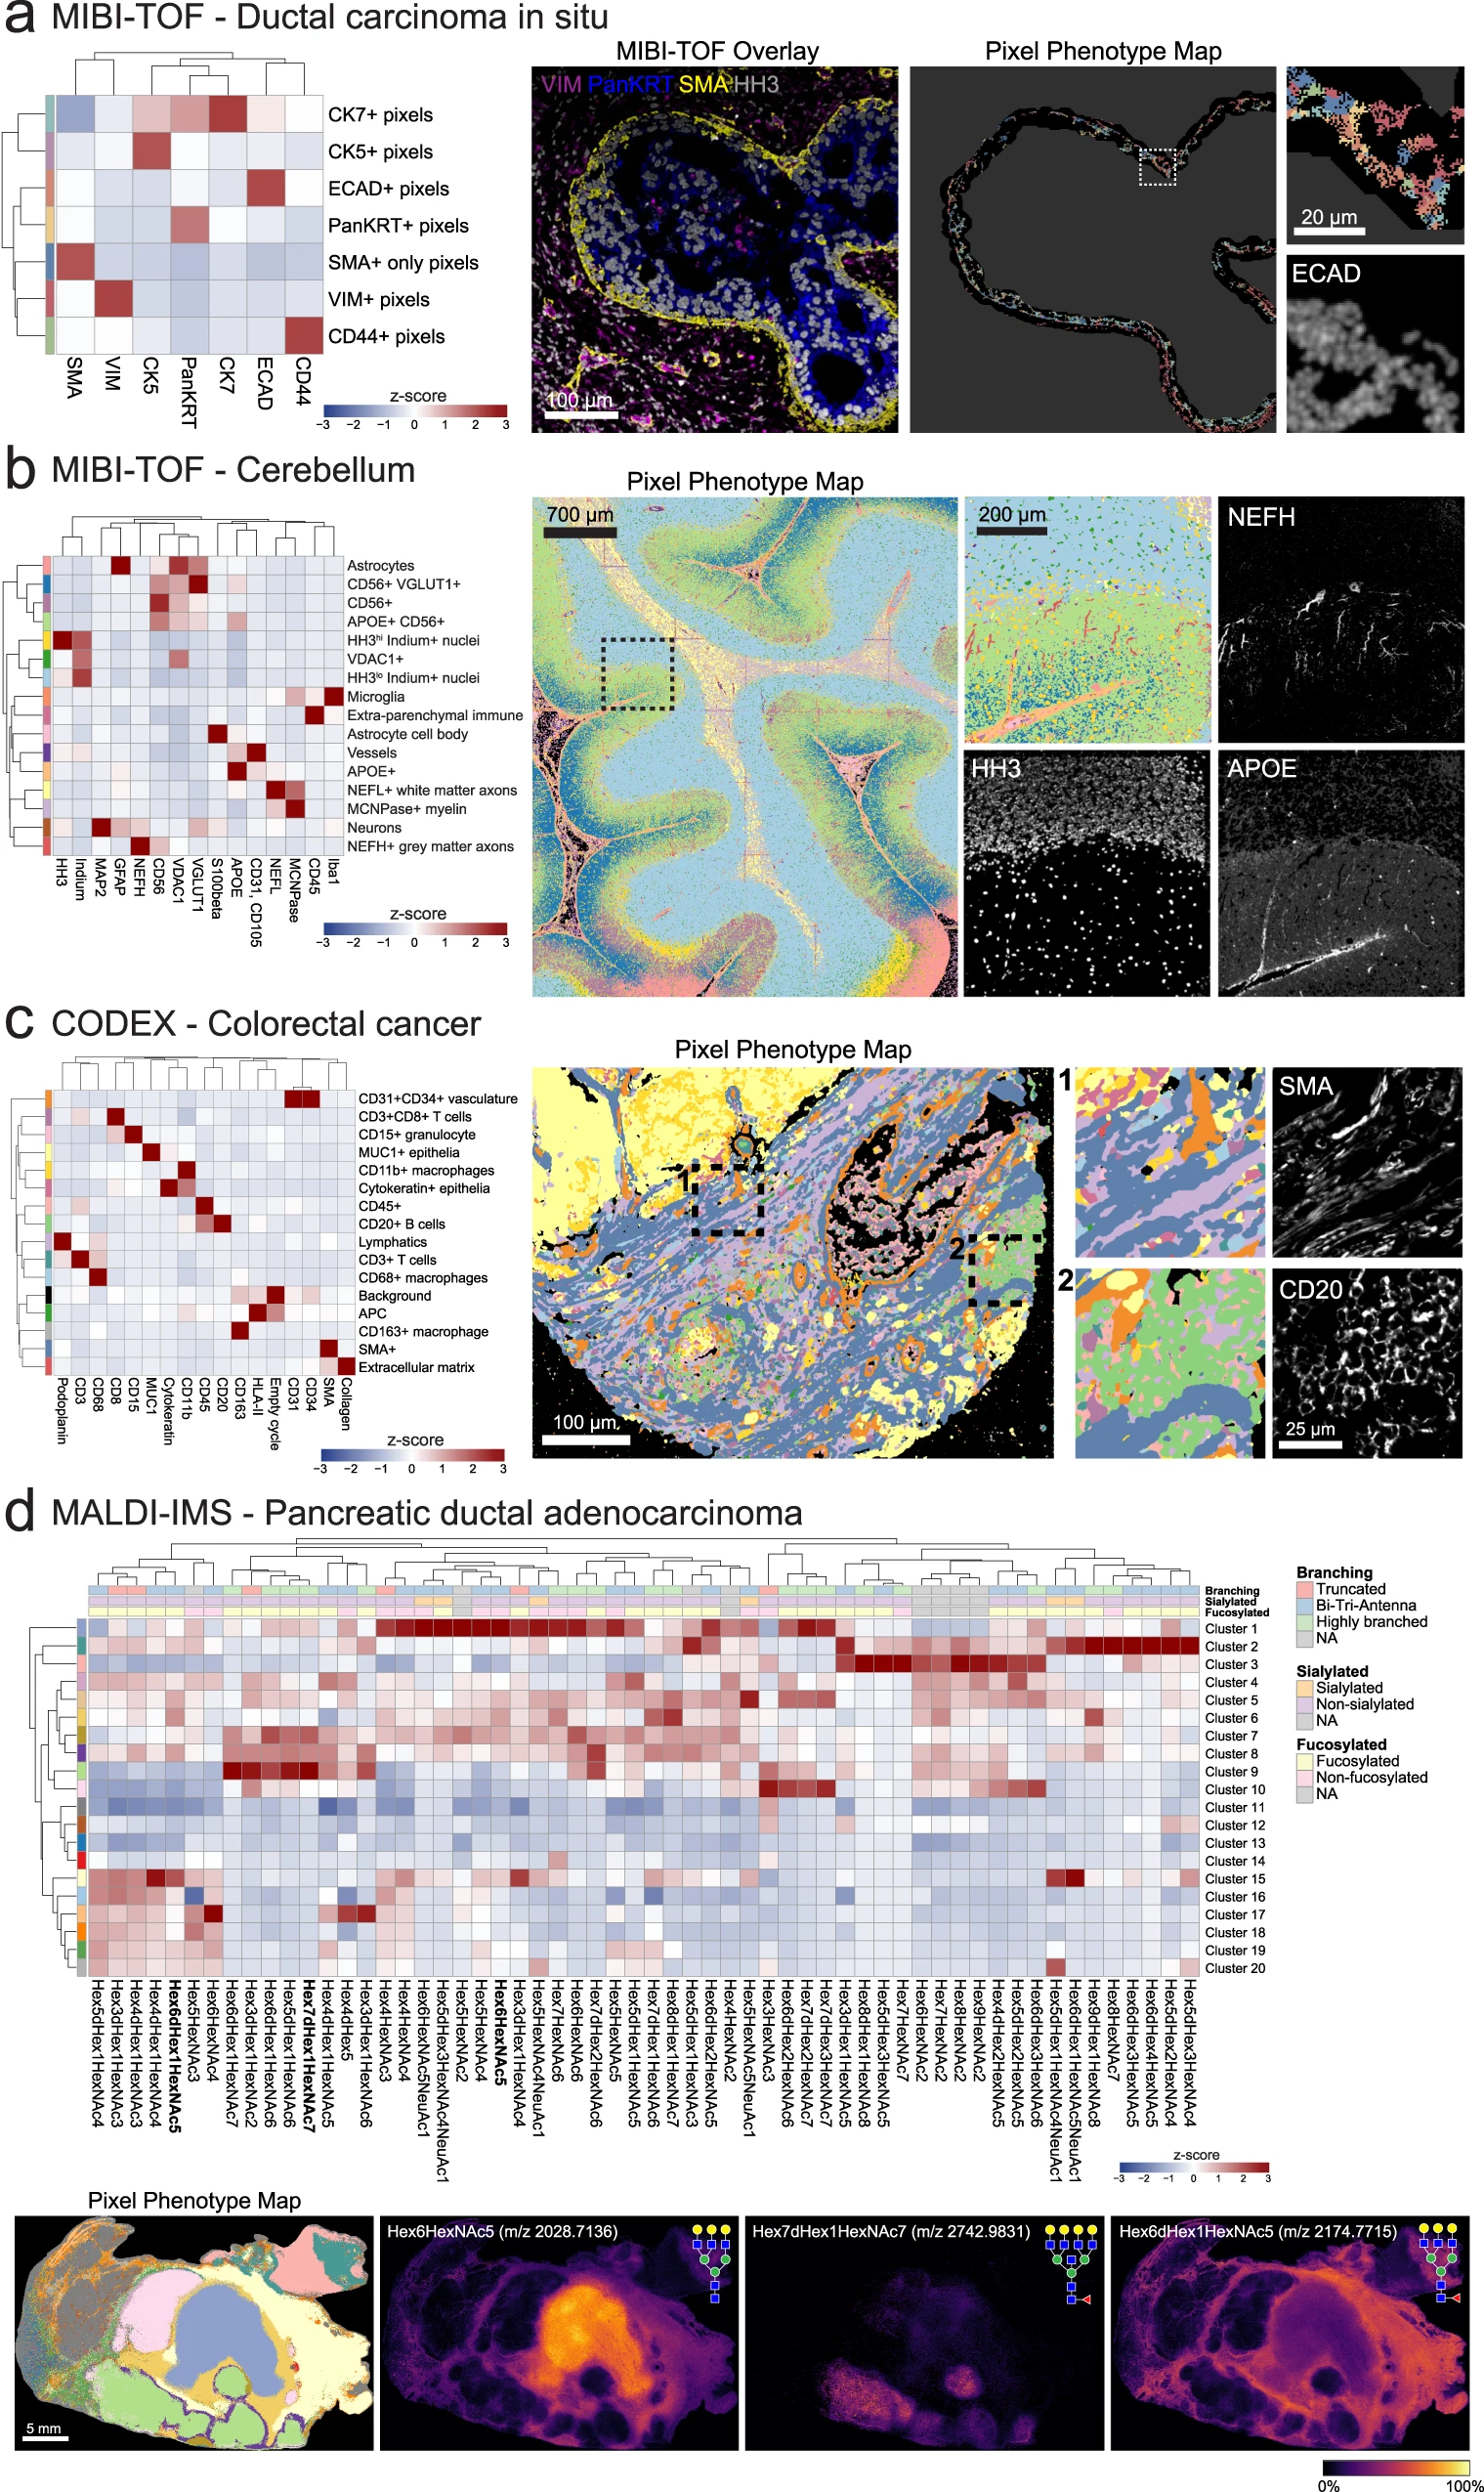 a MIBI-TOF - Ductal carcinoma in situ
CK7+ pixels
CK5+ pixels
ECAD+ pixels
PanKRT+ pixels
SMA+ only pixels
VIM+ pixels
CD44+ pixels
SMA
VIM
CK5
PanKRT
CK7
ECAD
CD44
z-score
−3 −2 −1 0 1 2 3
MIBI-TOF Overlay
VIM PanKRT SMA HH3
100 µm
Pixel Phenotype Map
20 µm
ECAD
b MIBI-TOF - Cerebellum
Astrocytes
CD56+ VGLUT1+
CD56+
APOE+ CD56+
HH3hi Indium+ nuclei
VDAC1+
HH3lo Indium+ nuclei
Microglia
Extra-parenchymal immune
Astrocyte cell body
Vessels
APOE+
NEFL+ white matter axons
MCNPase+ myelin
Neurons
NEFH+ grey matter axons
HH3
Indium
MAP2
GFAP
NEFH
CD56
VDAC1
VGLUT1
S100beta
APOE
CD31, CD105
NEFL
MCNPase
CD45
Iba1
z-score
−3 −2 −1 0 1 2 3
Pixel Phenotype Map
700 µm
200 µm
NEFH
HH3
APOE
c CODEX - Colorectal cancer
CD31+CD34+ vasculature
CD3+CD8+ T cells
CD15+ granulocyte
MUC1+ epithelia
CD11b+ macrophages
Cytokeratin+ epithelia
CD45+
CD20+ B cells
Lymphatics
CD3+ T cells
CD68+ macrophages
Background
APC
CD163+ macrophage
SMA+
Extracellular matrix
Podoplanin
CD3
CD68
CD8
CD15
MUC1
Cytokeratin
CD11b
CD45
CD20
CD163
HLA-II
Empty cycle
CD31
CD34
SMA
Collagen
z-score
−3 −2 −1 0 1 2 3
Pixel Phenotype Map
1
2
100 µm
1
SMA
2
CD20
25 µm
d MALDI-IMS - Pancreatic ductal adenocarcinoma
Branching
Sialylated
Fucosylated
Cluster 1
Cluster 2
Cluster 3
Cluster 4
Cluster 5
Cluster 6
Cluster 7
Cluster 8
Cluster 9
Cluster 10
Cluster 11
Cluster 12
Cluster 13
Cluster 14
Cluster 15
Cluster 16
Cluster 17
Cluster 18
Cluster 19
Cluster 20
Branching
Truncated
Bi-Tri-Antenna
Highly branched
NA
Sialylated
Sialylated
Non-sialylated
NA
Fucosylated
Fucosylated
Non-fucosylated
NA
Hex5dHex1HexNAc4
Hex3dHex1HexNAc3
Hex4dHex1HexNAc3
Hex4dHex1HexNAc4
Hex6dHex1HexNAc5
Hex5HexNAc3
Hex6HexNAc4
Hex6dHex1HexNAc7
Hex3dHex1HexNAc2
Hex6dHex1HexNAc6
Hex5dHex1HexNAc6
Hex7dHex1HexNAc7
Hex4dHex1HexNAc5
Hex4dHex5
Hex3dHex1HexNAc6
Hex4HexNAc3
Hex4HexNAc4
Hex6HexNAc5NeuAc1
Hex5dHex3HexNAc4NeuAc1
Hex5HexNAc2
Hex5HexNAc4
Hex6HexNAc5
Hex3dHex1HexNAc4
Hex5HexNAc4NeuAc1
Hex7HexNAc6
Hex6HexNAc6
Hex7dHex2HexNAc6
Hex5HexNAc5
Hex5dHex1HexNAc5
Hex7dHex1HexNAc6
Hex8dHex1HexNAc7
Hex5dHex1HexNAc3
Hex6dHex2HexNAc5
Hex4HexNAc2
Hex5HexNAc5NeuAc1
Hex3HexNAc3
Hex6dHex2HexNAc6
Hex7dHex2HexNAc7
Hex7dHex3HexNAc7
Hex3dHex1HexNAc5
Hex8dHex1HexNAc8
Hex5dHex3HexNAc5
Hex7HexNAc7
Hex6HexNAc2
Hex7HexNAc2
Hex8HexNAc2
Hex9HexNAc2
Hex4dHex2HexNAc5
Hex5dHex2HexNAc5
Hex6dHex3HexNAc6
Hex5dHex1HexNAc4NeuAc1
Hex6dHex1HexNAc5NeuAc1
Hex9dHex1HexNAc8
Hex8HexNAc7
Hex6dHex3HexNAc5
Hex6dHex4HexNAc5
Hex5dHex2HexNAc4
Hex5dHex3HexNAc4
z-score
−3 −2 −1 0 1 2 3
Pixel Phenotype Map
5 mm
Hex6HexNAc5 (m/z 2028.7136)
Hex7dHex1HexNAc7 (m/z 2742.9831)
Hex6dHex1HexNAc5 (m/z 2174.7715)
0% 100%